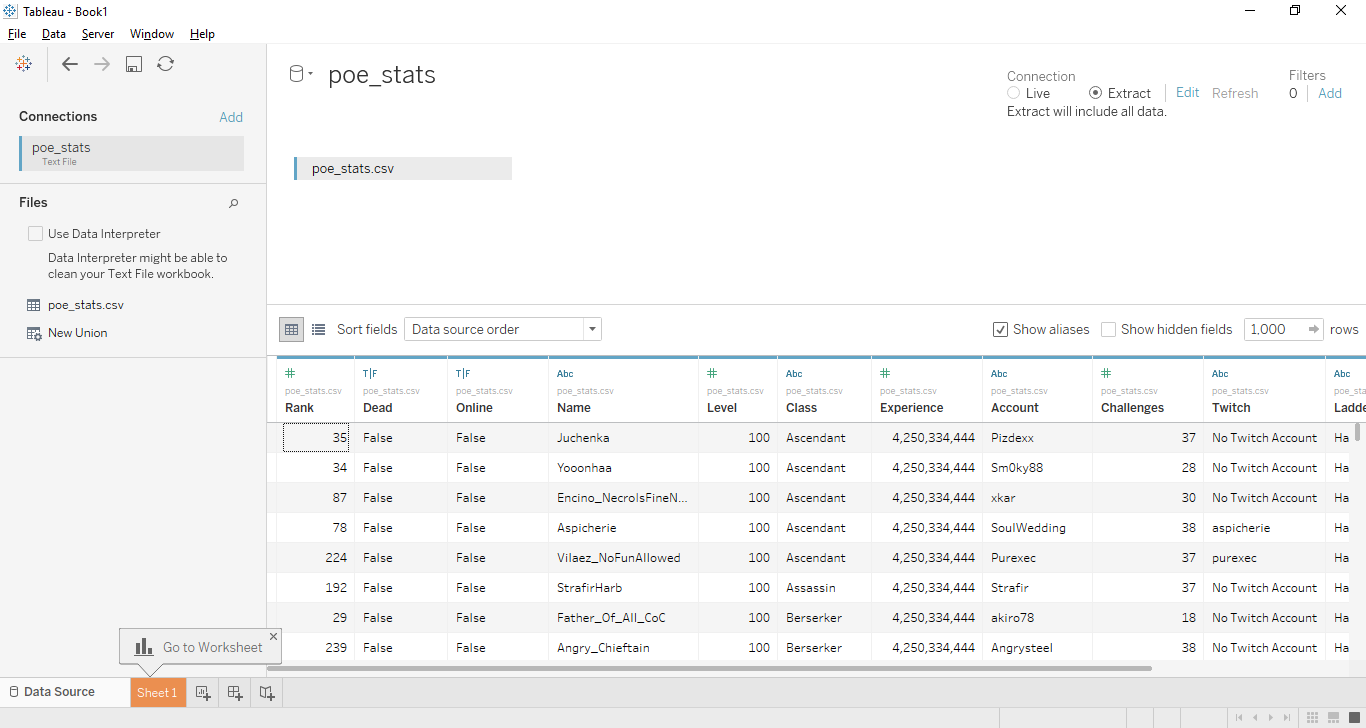 Tableau - Book1
File Data Server Window Help
Connections Add
poe_stats
Text File
Files
Use Data Interpreter
Data Interpreter might be able to
clean your Text File workbook.
poe_stats.csv
New Union
poe_stats
Connection
Live Extract Edit Refresh
Extract will include all data.
Filters
0 Add
poe_stats.csv
Sort fields Data source order Show aliases Show hidden fields 1,000 rows
# T|F T|F Abc # Abc # Abc # Abc Abc
poe_stats.csv poe_stats.csv poe_stats.csv poe_stats.csv poe_stats.csv poe_stats.csv poe_stats.csv poe_stats.csv poe_stats.csv poe_stats.csv poe_sta
Rank Dead Online Name Level Class Experience Account Challenges Twitch Ladde
35 False False Juchenka 100 Ascendant 4,250,334,444 Pizdexx 37 No Twitch Account Ha
34 False False Yooonhaa 100 Ascendant 4,250,334,444 Sm0ky88 28 No Twitch Account Ha
87 False False Encino_NecroIsFineN... 100 Ascendant 4,250,334,444 xkar 30 No Twitch Account Ha
78 False False Aspicherie 100 Ascendant 4,250,334,444 SoulWedding 38 aspicherie Ha
224 False False Vilaez_NoFunAllowed 100 Ascendant 4,250,334,444 Purexec 37 purexec Ha
192 False False StrafirHarb 100 Assassin 4,250,334,444 Strafir 37 No Twitch Account Ha
29 False False Father_Of_All_CoC 100 Berserker 4,250,334,444 akiro78 18 No Twitch Account Ha
239 False False Angry_Chieftain 100 Berserker 4,250,334,444 Angrysteel 38 No Twitch Account Ha
Go to Worksheet
Data Source Sheet 1